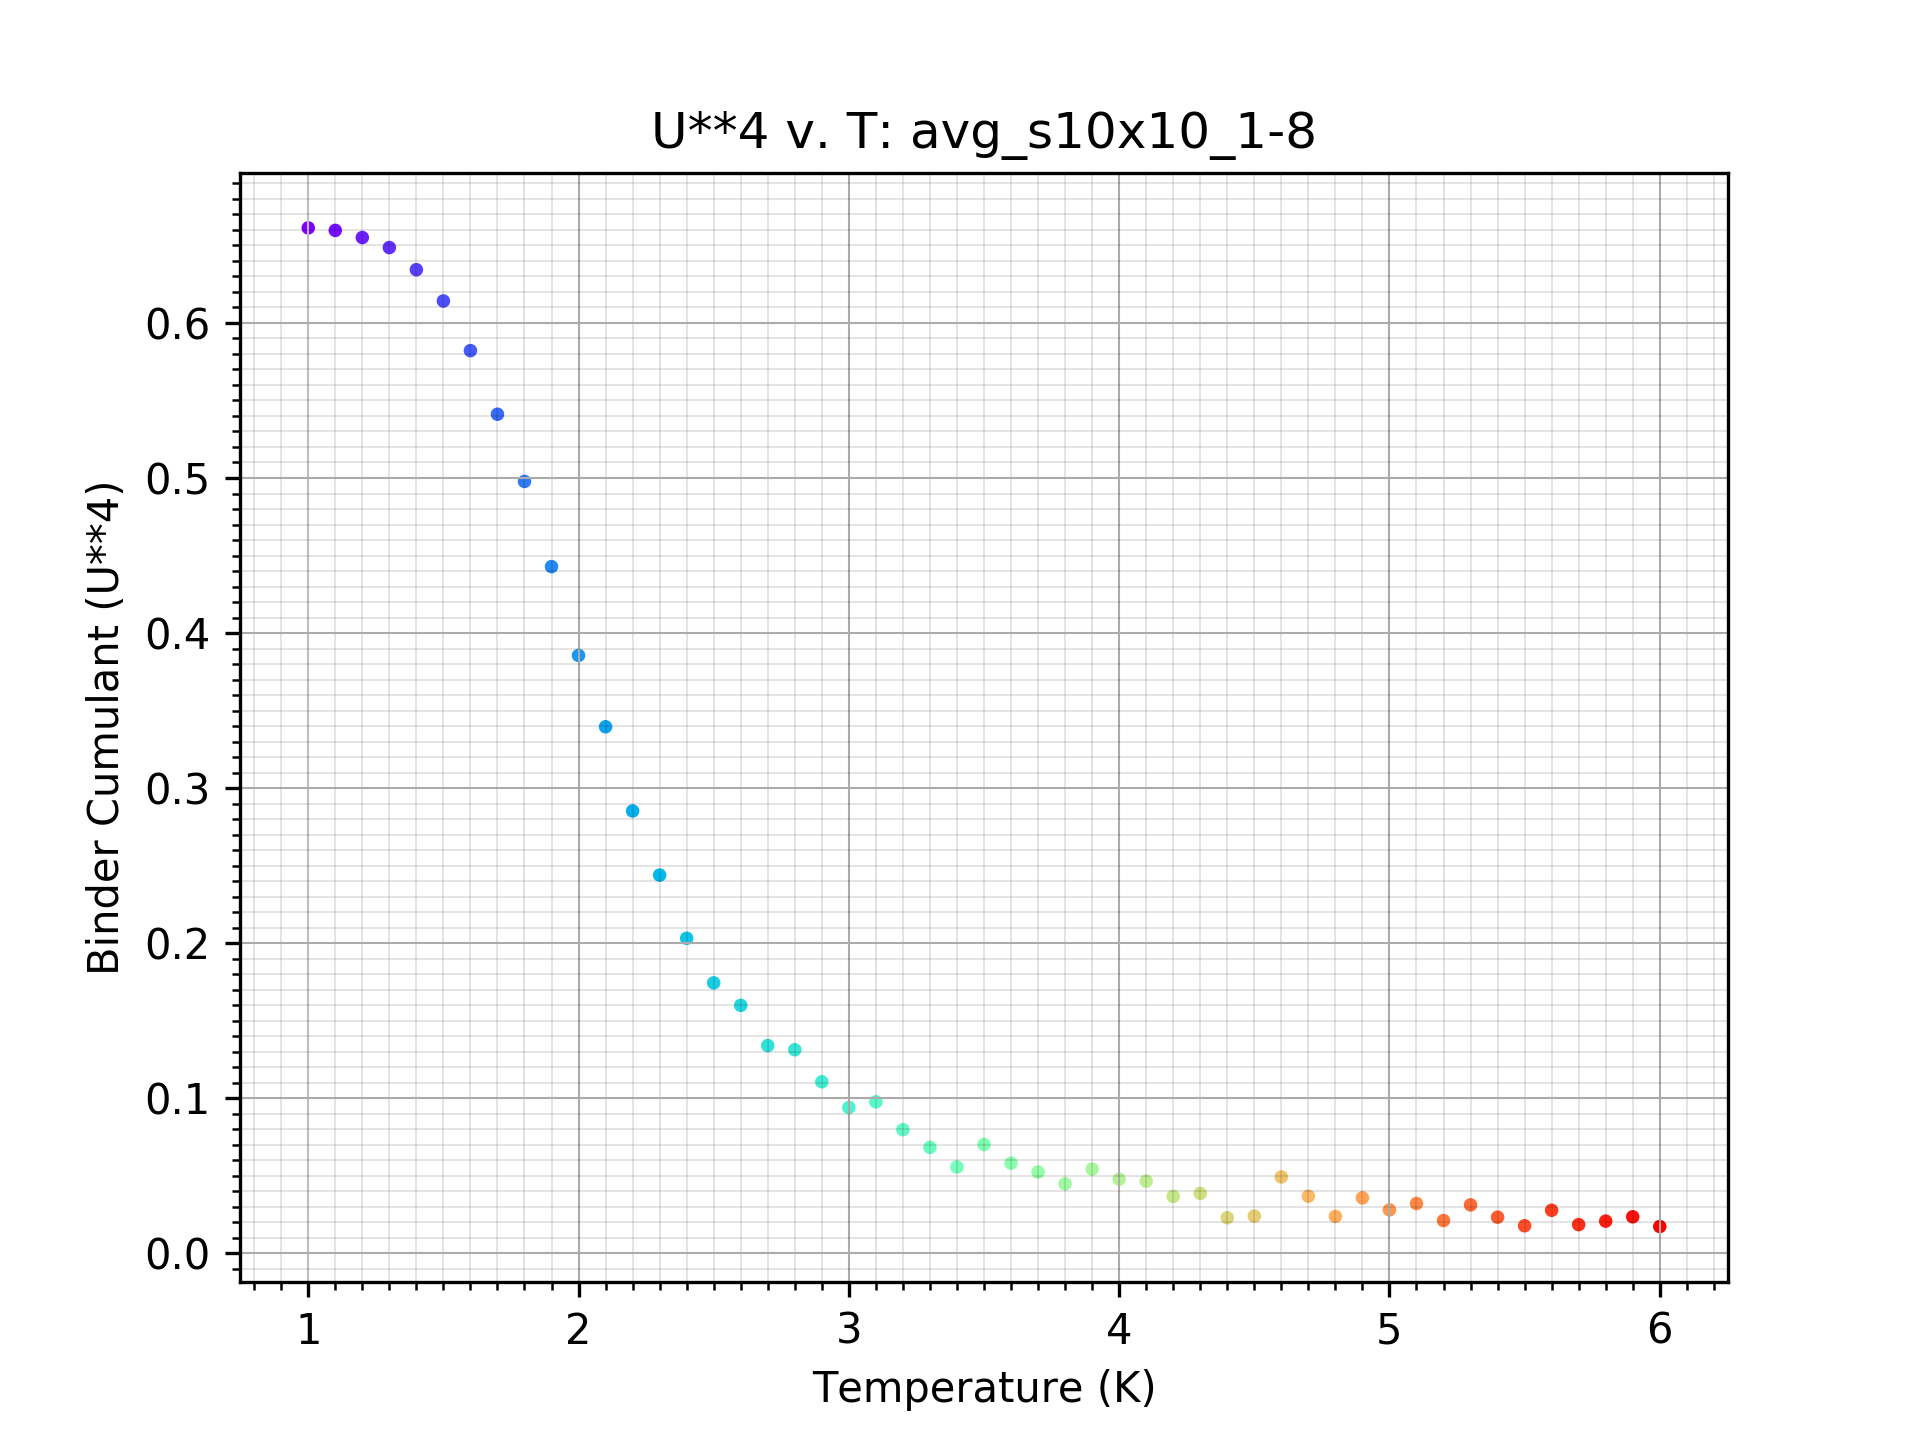 U**4 v. T: avg_s10x10_1-8
Binder Cumulant (U**4)
0.6
0.5
0.4
0.3
0.2
0.1
0.0
1 2 3 4 5 6
Temperature (K)